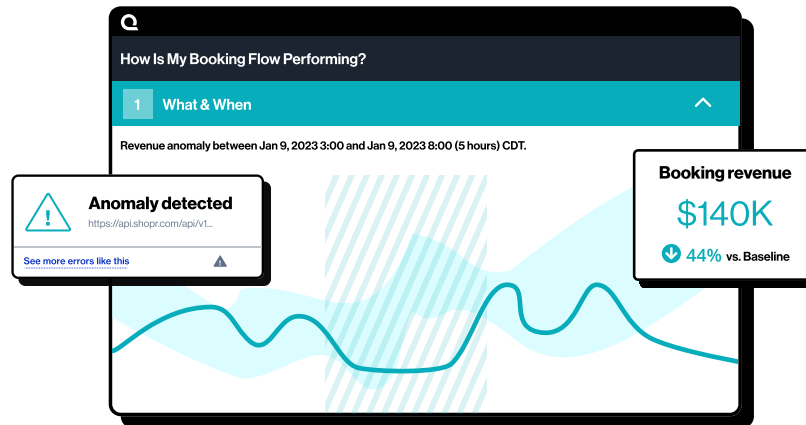 How Is My Booking Flow Performing?
1 What & When
Revenue anomaly between Jan 9, 2023 3:00 and Jan 9, 2023 8:00 (5 hours) CDT.
Anomaly detected
https://api.shopr.com/api/v1...
See more errors like this
Booking revenue
$140K
44% vs. Baseline